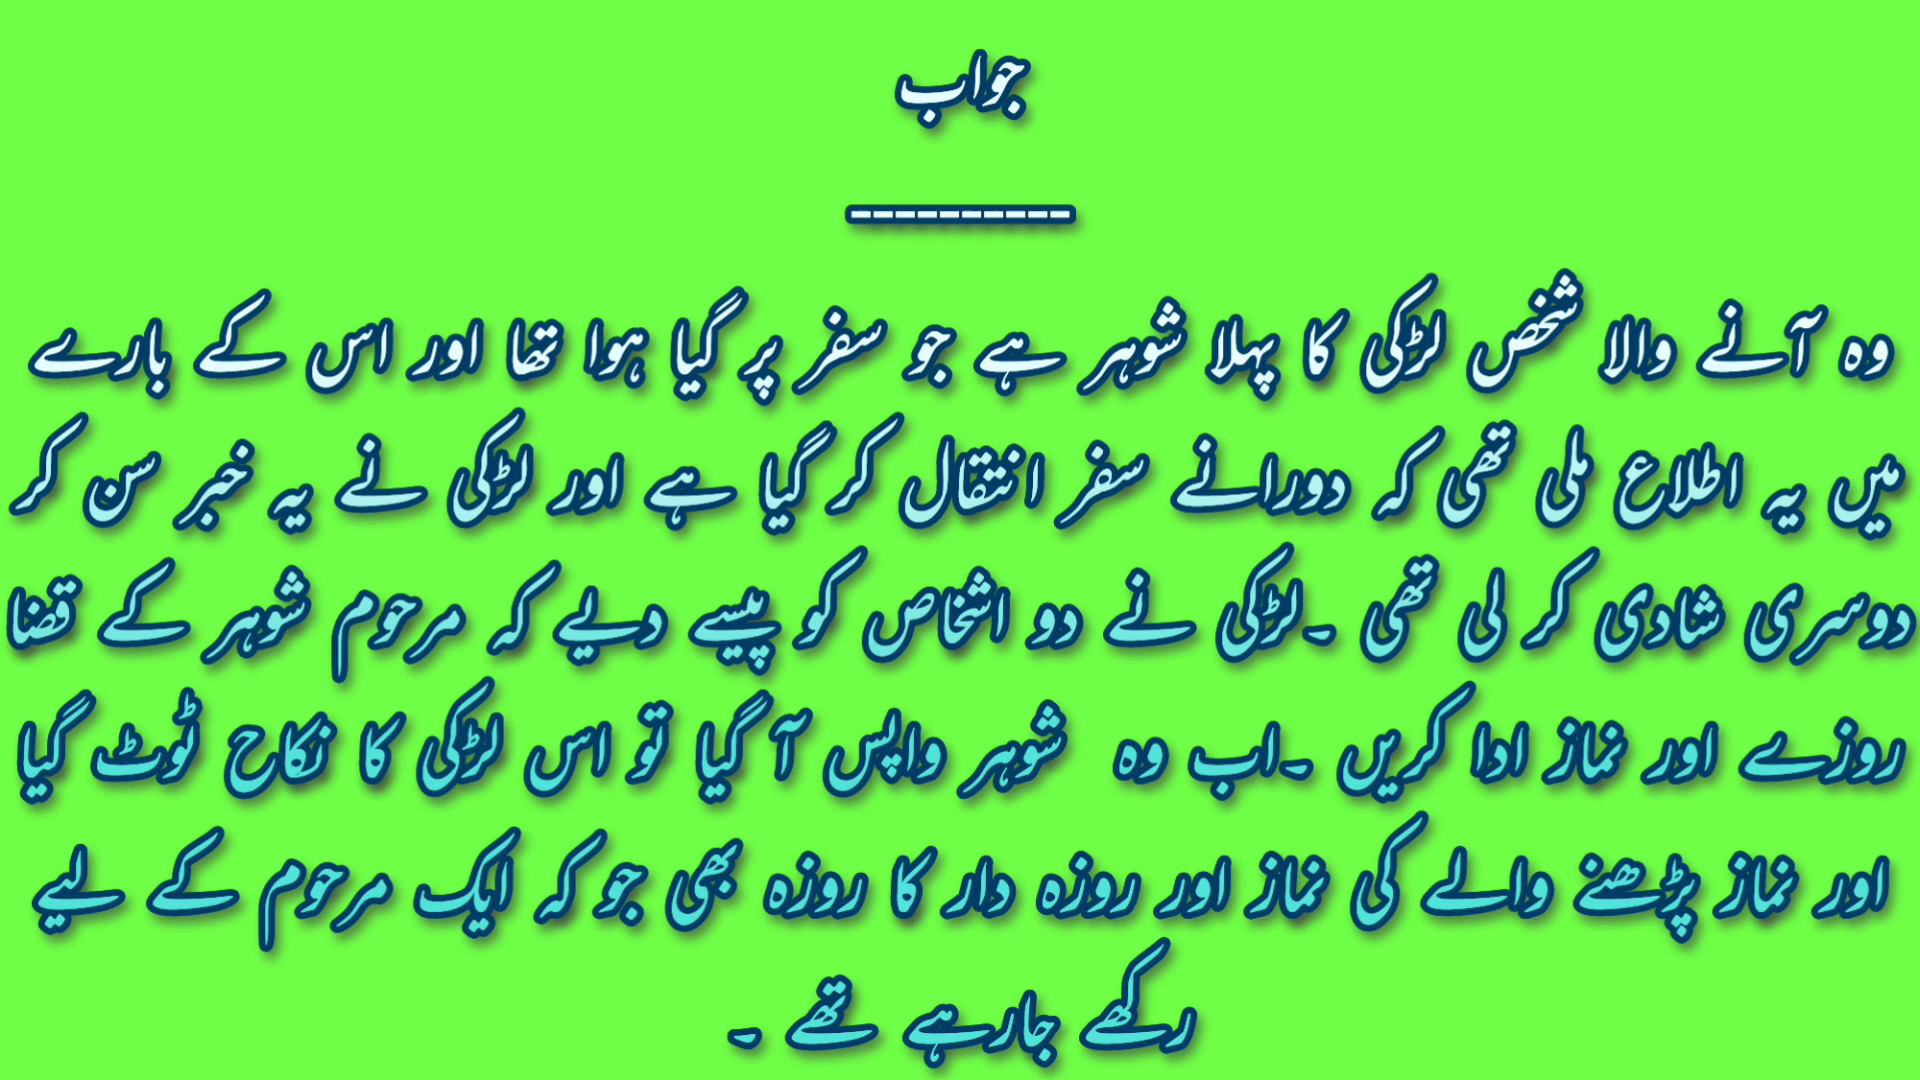 جواب
----------
وہ آنے والا شخص لڑکی کا پہلا شوہر ہے جو سفر پر گیا ہوا تھا اور اس کے بارے
میں یہ اطلاع ملی تھی کہ دورانے سفر انتقال کر گیا ہے اور لڑکی نے یہ خبر سن کر
دوسری شادی کر لی تھی ۔لڑکی نے دو اشخاص کو پیسے دیے کہ مرحوم شوہر کے قضا
روزے اور نماز ادا کریں ۔اب وہ شوہر واپس آ گیا تو اس لڑکی کا نکاح ٹوٹ گیا
اور نماز پڑھنے والے کی نماز اور روزہ دار کا روزہ بھی جو کہ ایک مرحوم کے لیے
رکھے جارہے تھے ۔